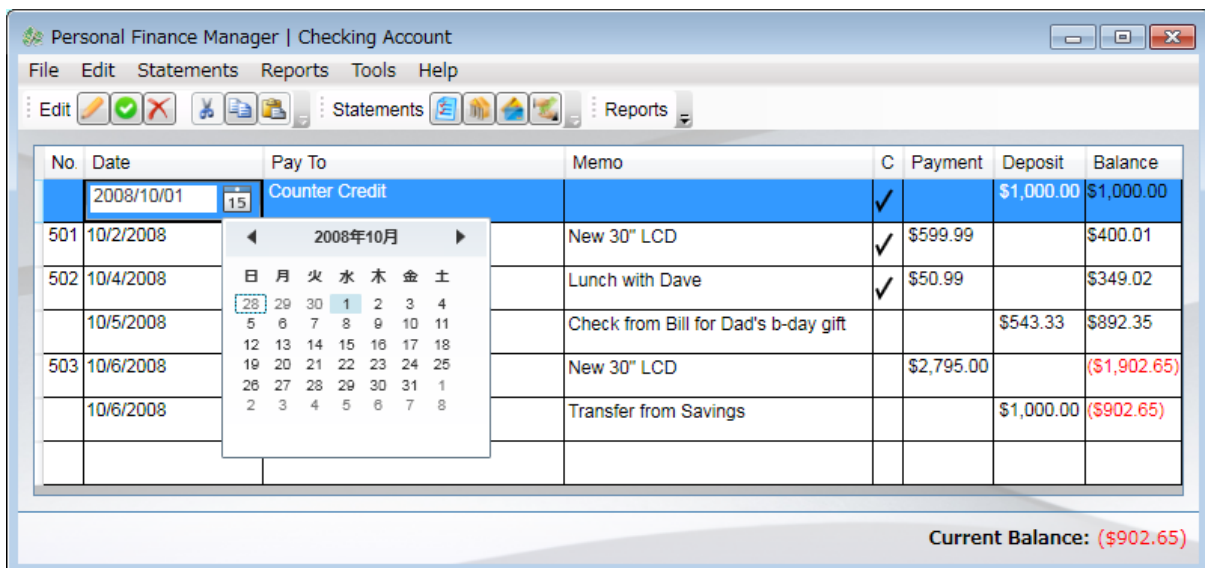 Personal Finance Manager | Checking Account
File Edit Statements Reports Tools Help
Edit Statements Reports
No. Date Pay To Memo C Payment Deposit Balance
2008/10/01 15 Counter Credit $1,000.00 $1,000.00
501 10/2/2008 New 30" LCD $599.99 $400.01
502 10/4/2008 Lunch with Dave $50.99 $349.02
10/5/2008 Check from Bill for Dad's b-day gift $543.33 $892.35
503 10/6/2008 New 30" LCD $2,795.00 ($1,902.65)
10/6/2008 Transfer from Savings $1,000.00 ($902.65)
2008年10月
日 月 火 水 木 金 土
28 29 30 1 2 3 4
5 6 7 8 9 10 11
12 13 14 15 16 17 18
19 20 21 22 23 24 25
26 27 28 29 30 31 1
2 3 4 5 6 7 8
Current Balance: ($902.65)